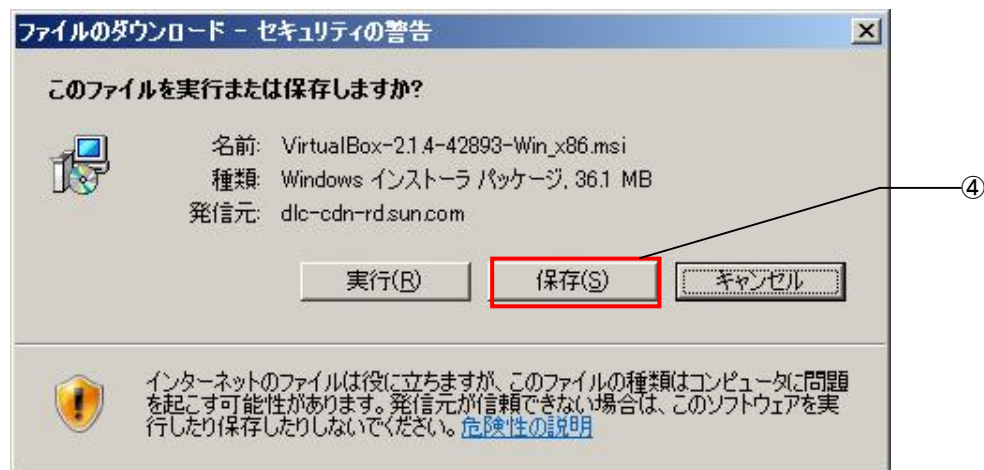 ファイルのダウンロード - セキュリティの警告
このファイルを実行または保存しますか?
名前: VirtualBox-2.1.4-42893-Win_x86.msi
種類: Windows インストーラ パッケージ, 36.1 MB
発信元: dlc-cdn-rd.sun.com
④
実行(R) 保存(S) キャンセル
インターネットのファイルは役に立ちますが、このファイルの種類はコンピュータに問題
を起こす可能性があります。発信元が信頼できない場合は、このソフトウェアを実
行したり保存したりしないでください。危険性の説明